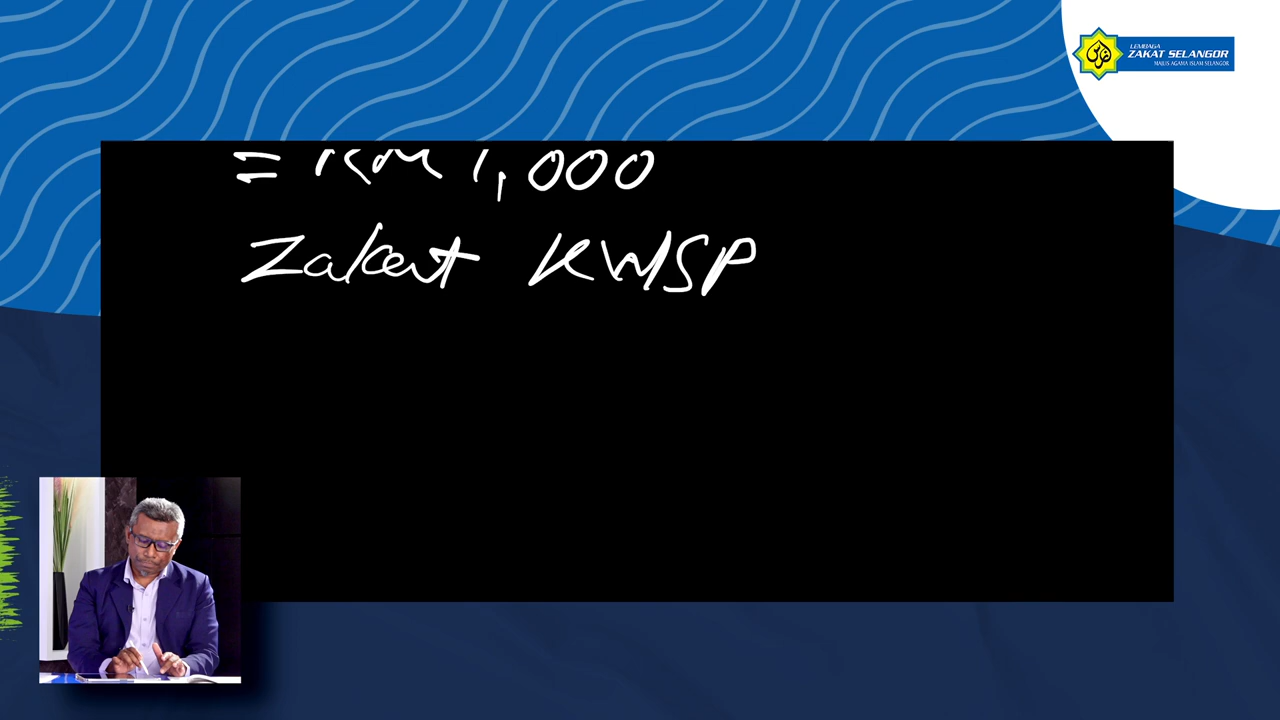 LEMBAGA
ZAKAT SELANGOR
MAJLIS AGAMA ISLAM SELANGOR
= RM 1,000
Zakat KWSP